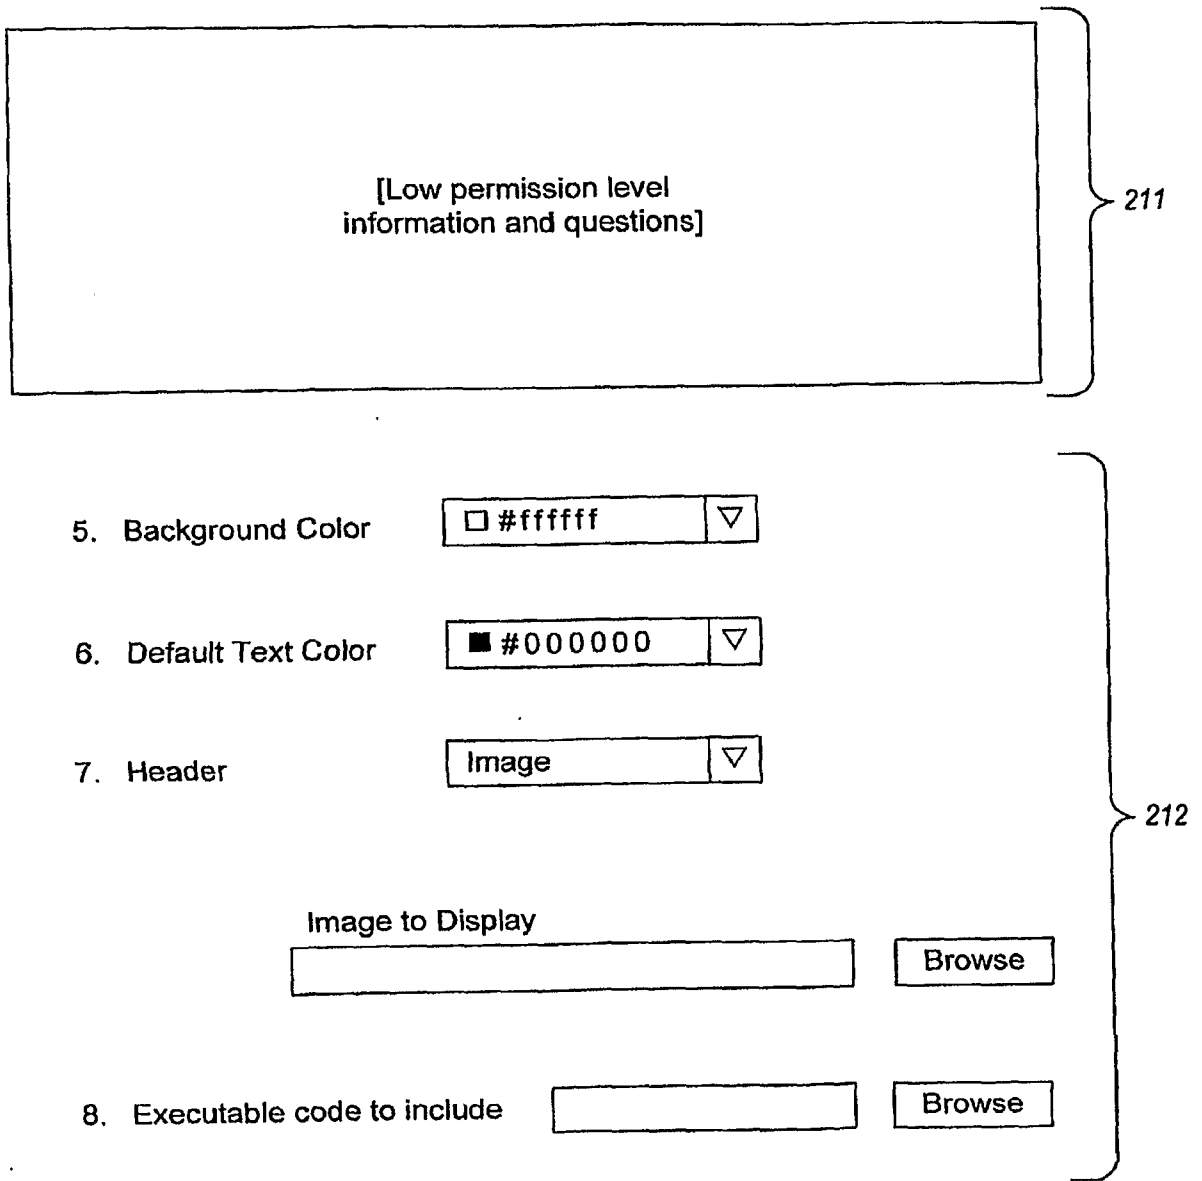 [Low permission level
information and questions]
211
5. Background Color #ffffff
6. Default Text Color #000000
7. Header Image
212
Image to Display
Browse
8. Executable code to include Browse